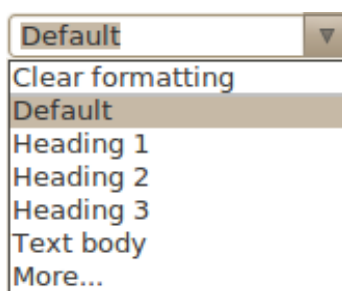 Default
Clear formatting
Default
Heading 1
Heading 2
Heading 3
Text body
More...